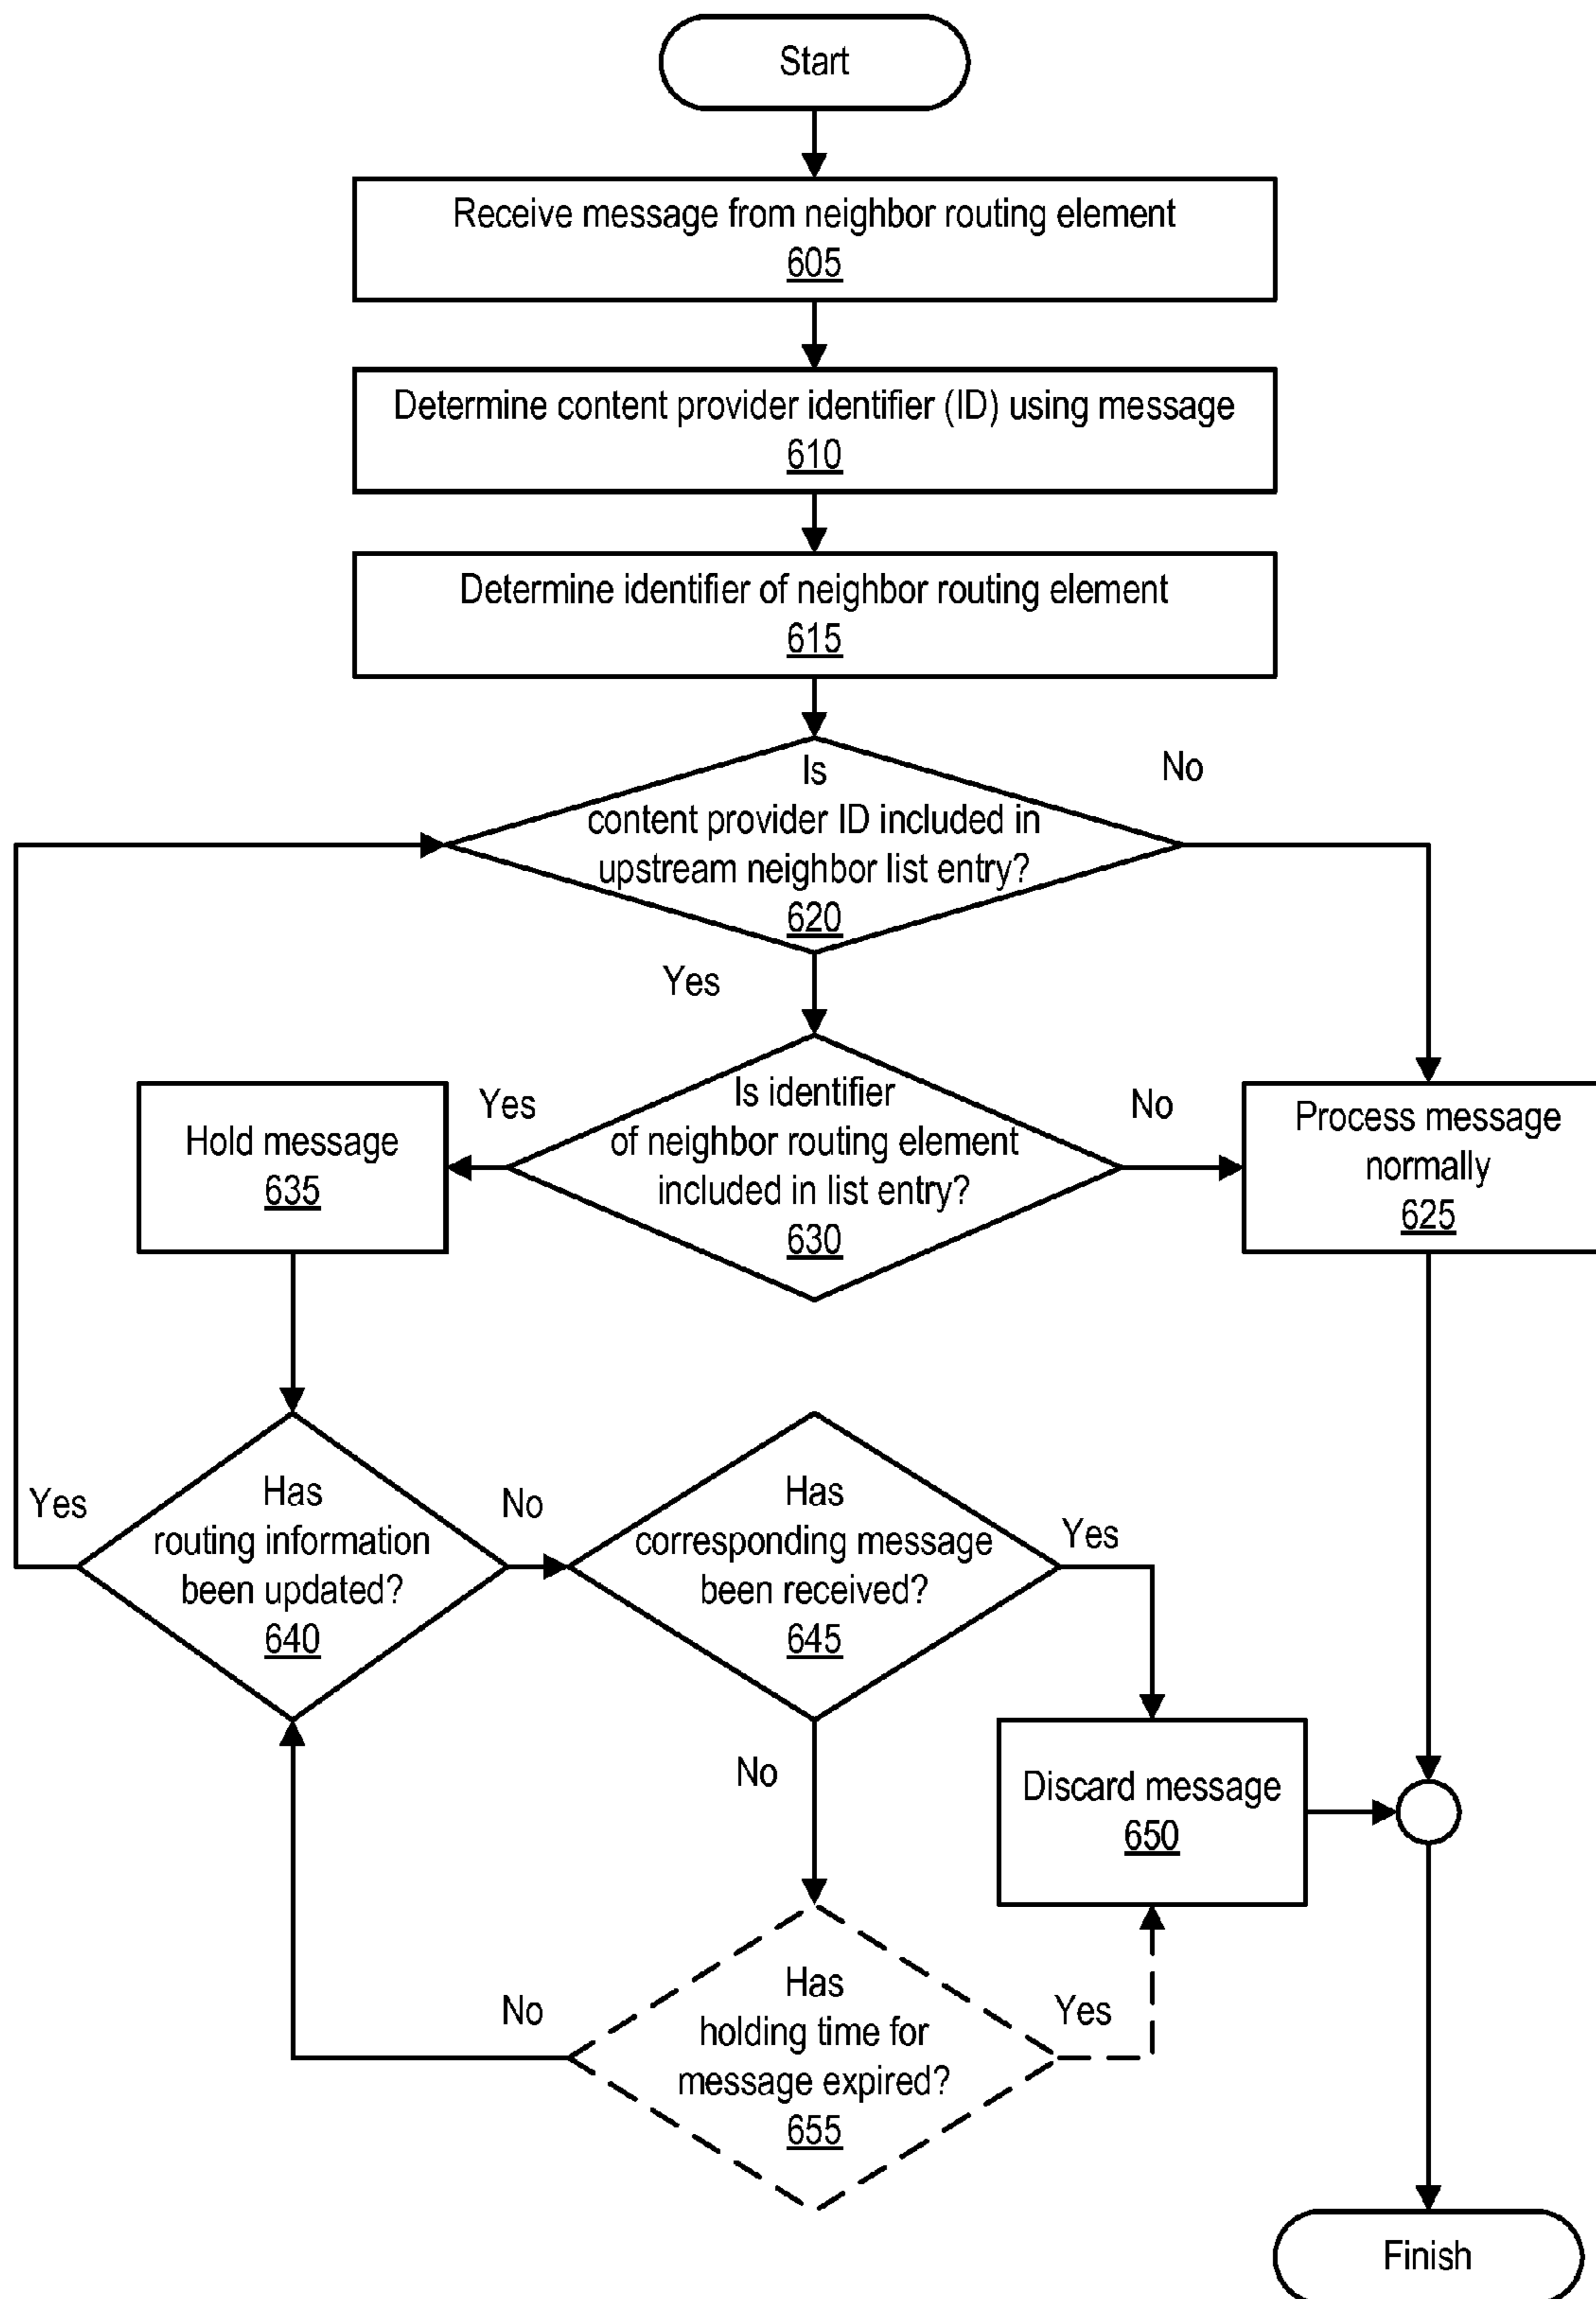 Start
Receive message from neighbor routing element
605
Determine content provider identifier (ID) using message
610
Determine identifier of neighbor routing element
615
Is
content provider ID included in
upstream neighbor list entry?
620
No
Yes
Is identifier
of neighbor routing element
included in list entry?
630
Yes
No
Hold message
635
Process message
normally
625
Has
routing information
been updated?
640
Yes
No
Has
corresponding message
been received?
645
Yes
No
Discard message
650
Has
holding time for
message expired?
655
No
Yes
Finish